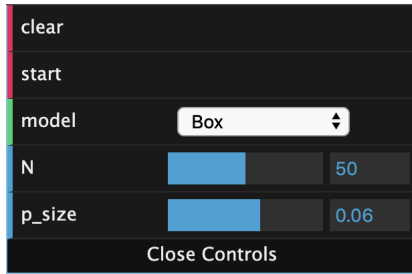 clear
start
model Box
N 50
p_size 0.06
Close Controls